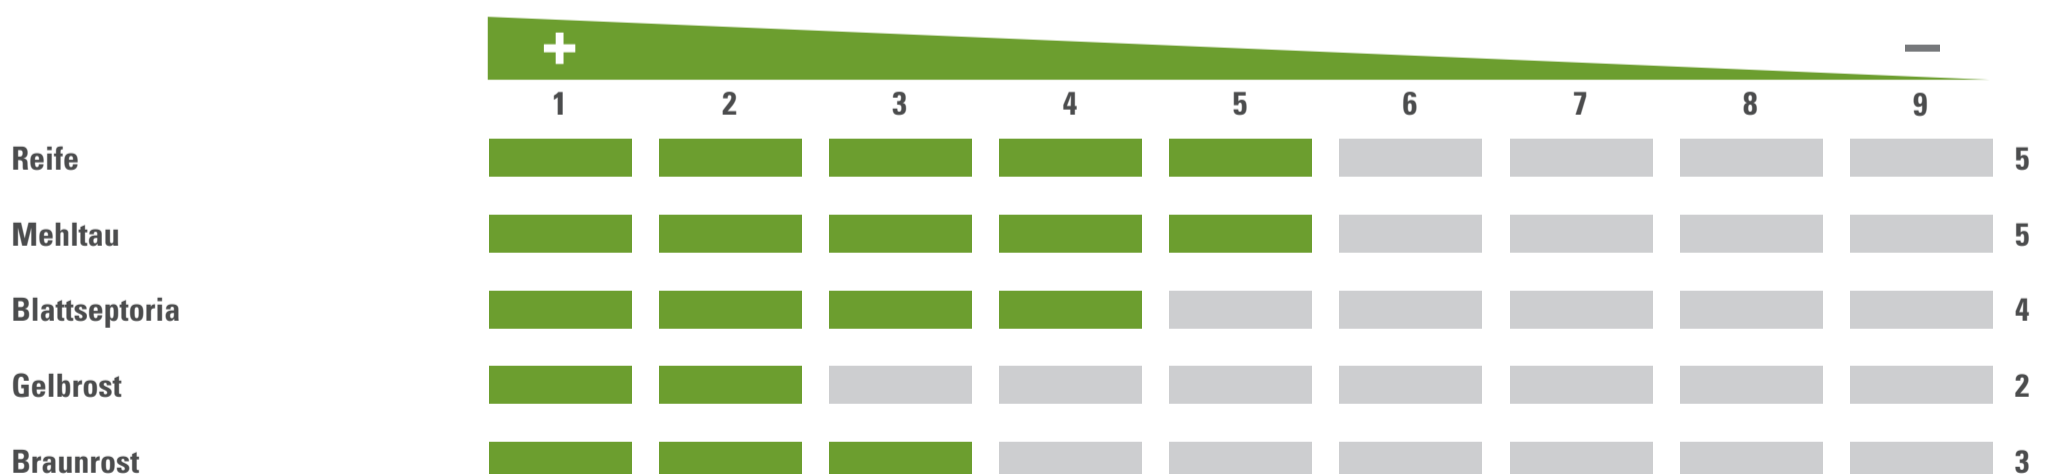 + −
1 2 3 4 5 6 7 8 9
Reife 5
Mehltau 5
Blattseptoria 4
Gelbrost 2
Braunrost 3